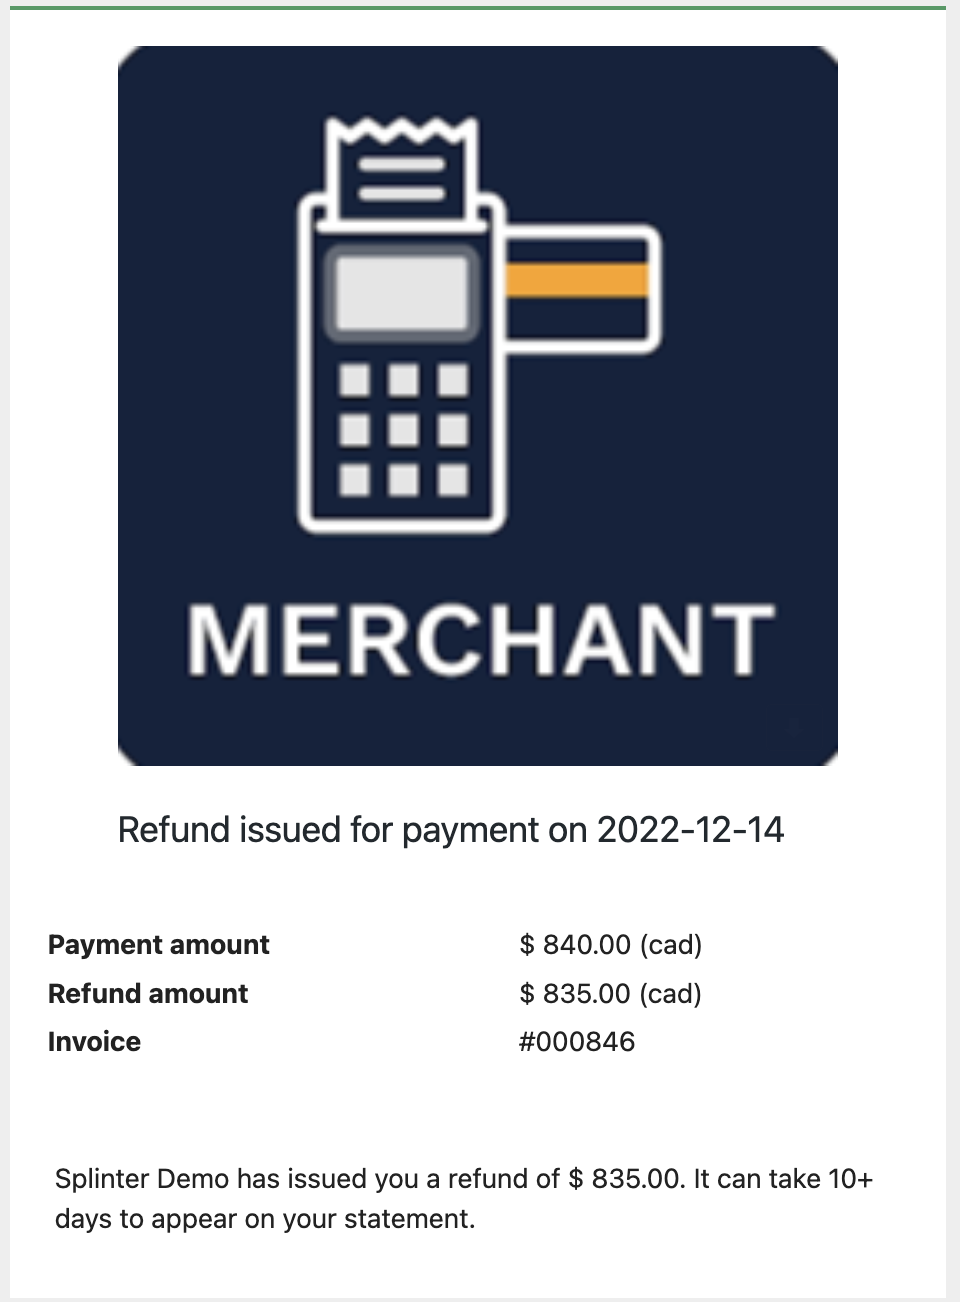 MERCHANT
Refund issued for payment on 2022-12-14
Payment amount $ 840.00 (cad)
Refund amount $ 835.00 (cad)
Invoice #000846
Splinter Demo has issued you a refund of $ 835.00. It can take 10+
days to appear on your statement.